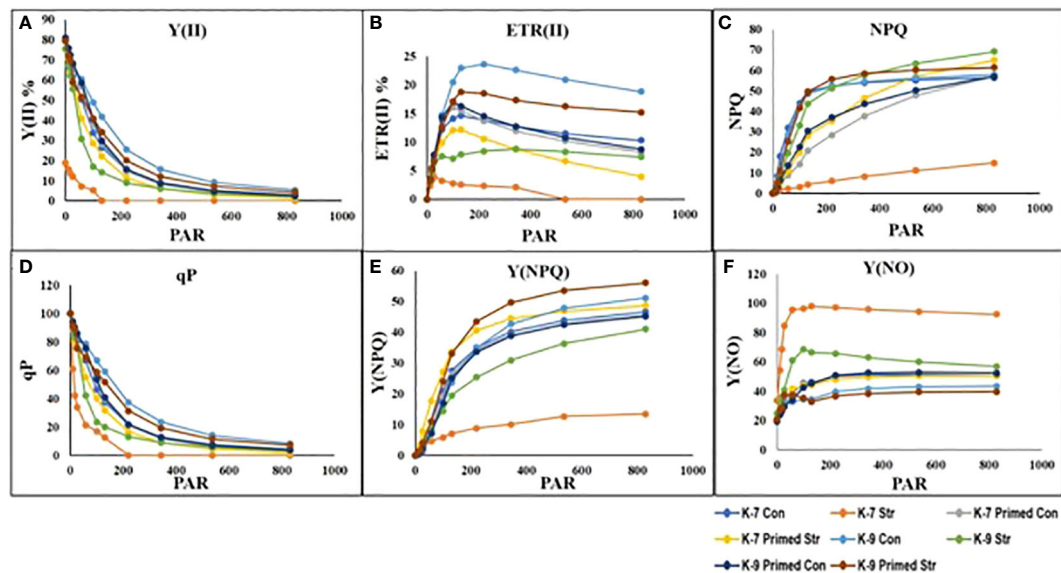 A
Y(II)
Y(II) %
90
80
70
60
50
40
30
20
10
0
0 200 400 600 800 1000
PAR
B
ETR(II)
ETR(II) %
25
20
15
10
5
0
0 200 400 600 800 1000
PAR
C
NPQ
NPQ
80
70
60
50
40
30
20
10
0
0 200 400 600 800 1000
PAR
D
qP
qP
120
100
80
60
40
20
0
0 200 400 600 800 1000
PAR
E
Y(NPQ)
Y(NPQ)
60
50
40
30
20
10
0
0 200 400 600 800 1000
PAR
F
Y(NO)
Y(NO)
120
100
80
60
40
20
0
0 200 400 600 800 1000
PAR
K-7 Con K-7 Str K-7 Primed Con
K-7 Primed Str K-9 Con K-9 Str
K-9 Primed Con K-9 Primed Str